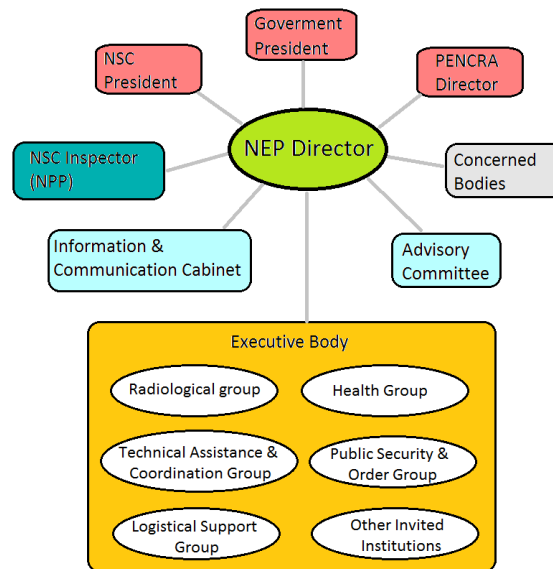 Goverment
President
NSC
President
PENCRA
Director
NEP Director
NSC Inspector
(NPP)
Concerned
Bodies
Information &
Communication Cabinet
Advisory
Committee
Executive Body
Radiological group
Health Group
Technical Assistance &
Coordination Group
Public Security &
Order Group
Logistical Support
Group
Other Invited
Institutions